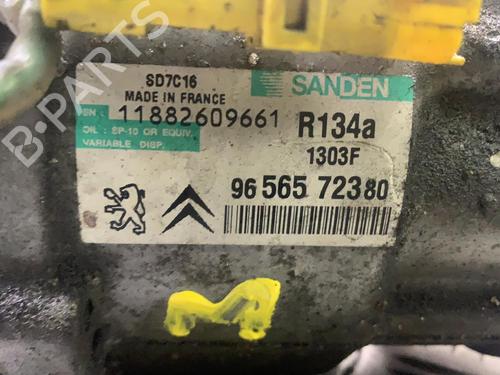 SD7C16
MADE IN FRANCE
SANDEN
SN: 11882609661
OIL : SP-10 OR EQUIV.
VARIABLE DISP.
R134a
1303F
96 565 723 80
B-PARTS